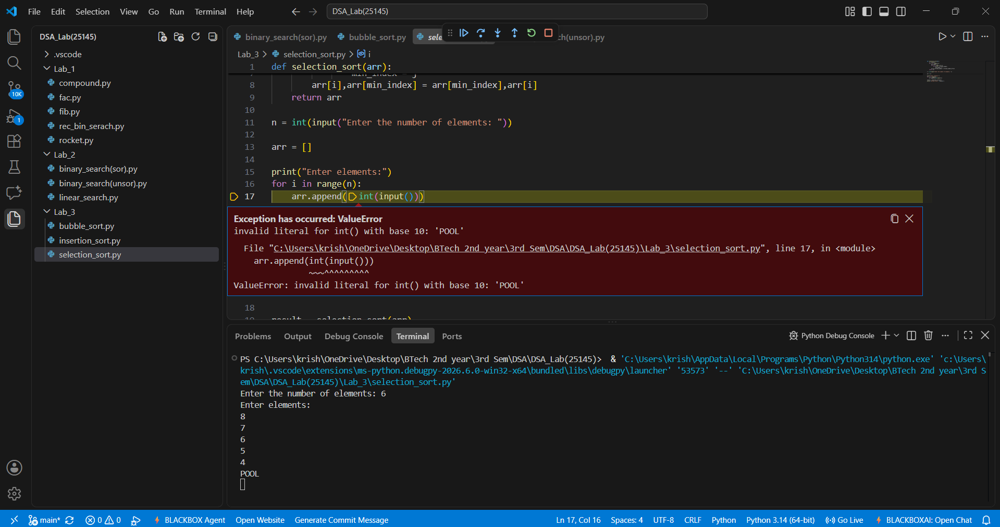 File Edit Selection View Go Run Terminal Help
DSA_Lab(25145)
DSA_Lab(25145)
.vscode
Lab_1
compound.py
fac.py
fib.py
rec_bin_serach.py
rocket.py
Lab_2
binary_search(sor).py
binary_search(unsor).py
linear_search.py
Lab_3
bubble_sort.py
insertion_sort.py
selection_sort.py
10K
1
binary_search(sor).py bubble_sort.py sele ch(unsor).py
Lab_3 > selection_sort.py > i
1 def selection_sort(arr):
7 min_index = j
8 arr[i],arr[min_index] = arr[min_index],arr[i]
9 return arr
10
11 n = int(input("Enter the number of elements: "))
12
13 arr = []
14
15 print("Enter elements:")
16 for i in range(n):
17 arr.append(int(input()))
Exception has occurred: ValueError
invalid literal for int() with base 10: 'POOL'
File "C:\Users\krish\OneDrive\Desktop\BTech 2nd year\3rd Sem\DSA\DSA_Lab(25145)\Lab_3\selection_sort.py", line 17, in <module>
arr.append(int(input()))
~~~^^^^^^^^^
ValueError: invalid literal for int() with base 10: 'POOL'
18
19 result = selection_sort(arr)
Problems Output Debug Console Terminal Ports
Python Debug Console
PS C:\Users\krish\OneDrive\Desktop\BTech 2nd year\3rd Sem\DSA\DSA_Lab(25145)> & 'C:\Users\krish\AppData\Local\Programs\Python\Python314\python.exe' 'c:\Users\
krish\.vscode\extensions\ms-python.debugpy-2026.6.0-win32-x64\bundled\libs\debugpy\launcher' '53573' '--' 'C:\Users\krish\OneDrive\Desktop\BTech 2nd year\3rd S
em\DSA\DSA_Lab(25145)\Lab_3\selection_sort.py'
Enter the number of elements: 6
Enter elements:
8
7
6
5
4
POOL
main* 0 0 BLACKBOX Agent Open Website Generate Commit Message Ln 17, Col 16 Spaces: 4 UTF-8 CRLF Python Python 3.14 (64-bit) Go Live BLACKBOXAI: Open Chat